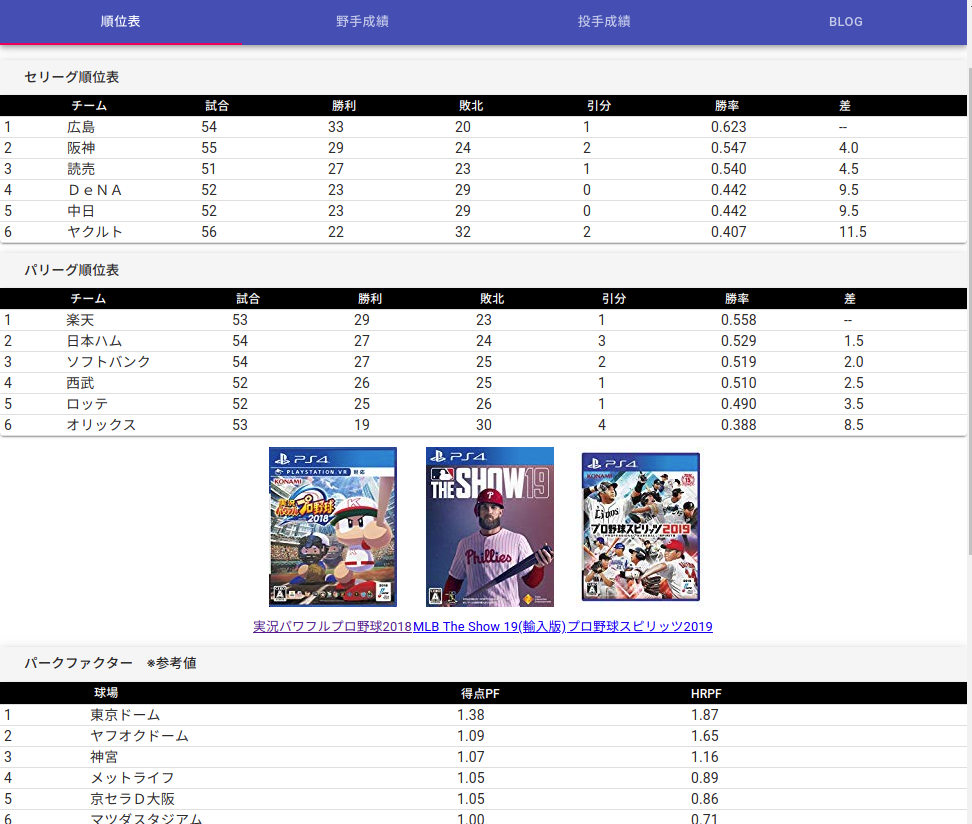 順位表 野手成績 投手成績 BLOG
セリーグ順位表
チーム 試合 勝利 敗北 引分 勝率 差
1 広島 54 33 20 1 0.623 --
2 阪神 55 29 24 2 0.547 4.0
3 読売 51 27 23 1 0.540 4.5
4 ＤｅＮＡ 52 23 29 0 0.442 9.5
5 中日 52 23 29 0 0.442 9.5
6 ヤクルト 56 22 32 2 0.407 11.5
パリーグ順位表
チーム 試合 勝利 敗北 引分 勝率 差
1 楽天 53 29 23 1 0.558 --
2 日本ハム 54 27 24 3 0.529 1.5
3 ソフトバンク 54 27 25 2 0.519 2.0
4 西武 52 26 25 1 0.510 2.5
5 ロッテ 52 25 26 1 0.490 3.5
6 オリックス 53 19 30 4 0.388 8.5
PS4
PLAYSTATION VR 対応
KONAMI
実況パワフルプロ野球
2018
PS4
THE SHOW 19
Phillies
PS4
KONAMI
Lions
プロ野球スピリッツ2019
実況パワフルプロ野球2018 MLB The Show 19(輸入版) プロ野球スピリッツ2019
パークファクター　※参考値
球場 得点PF HRPF
1 東京ドーム 1.38 1.87
2 ヤフオクドーム 1.09 1.65
3 神宮 1.07 1.16
4 メットライフ 1.05 0.89
5 京セラＤ大阪 1.05 0.86
6 マツダスタジアム 1.00 0.71